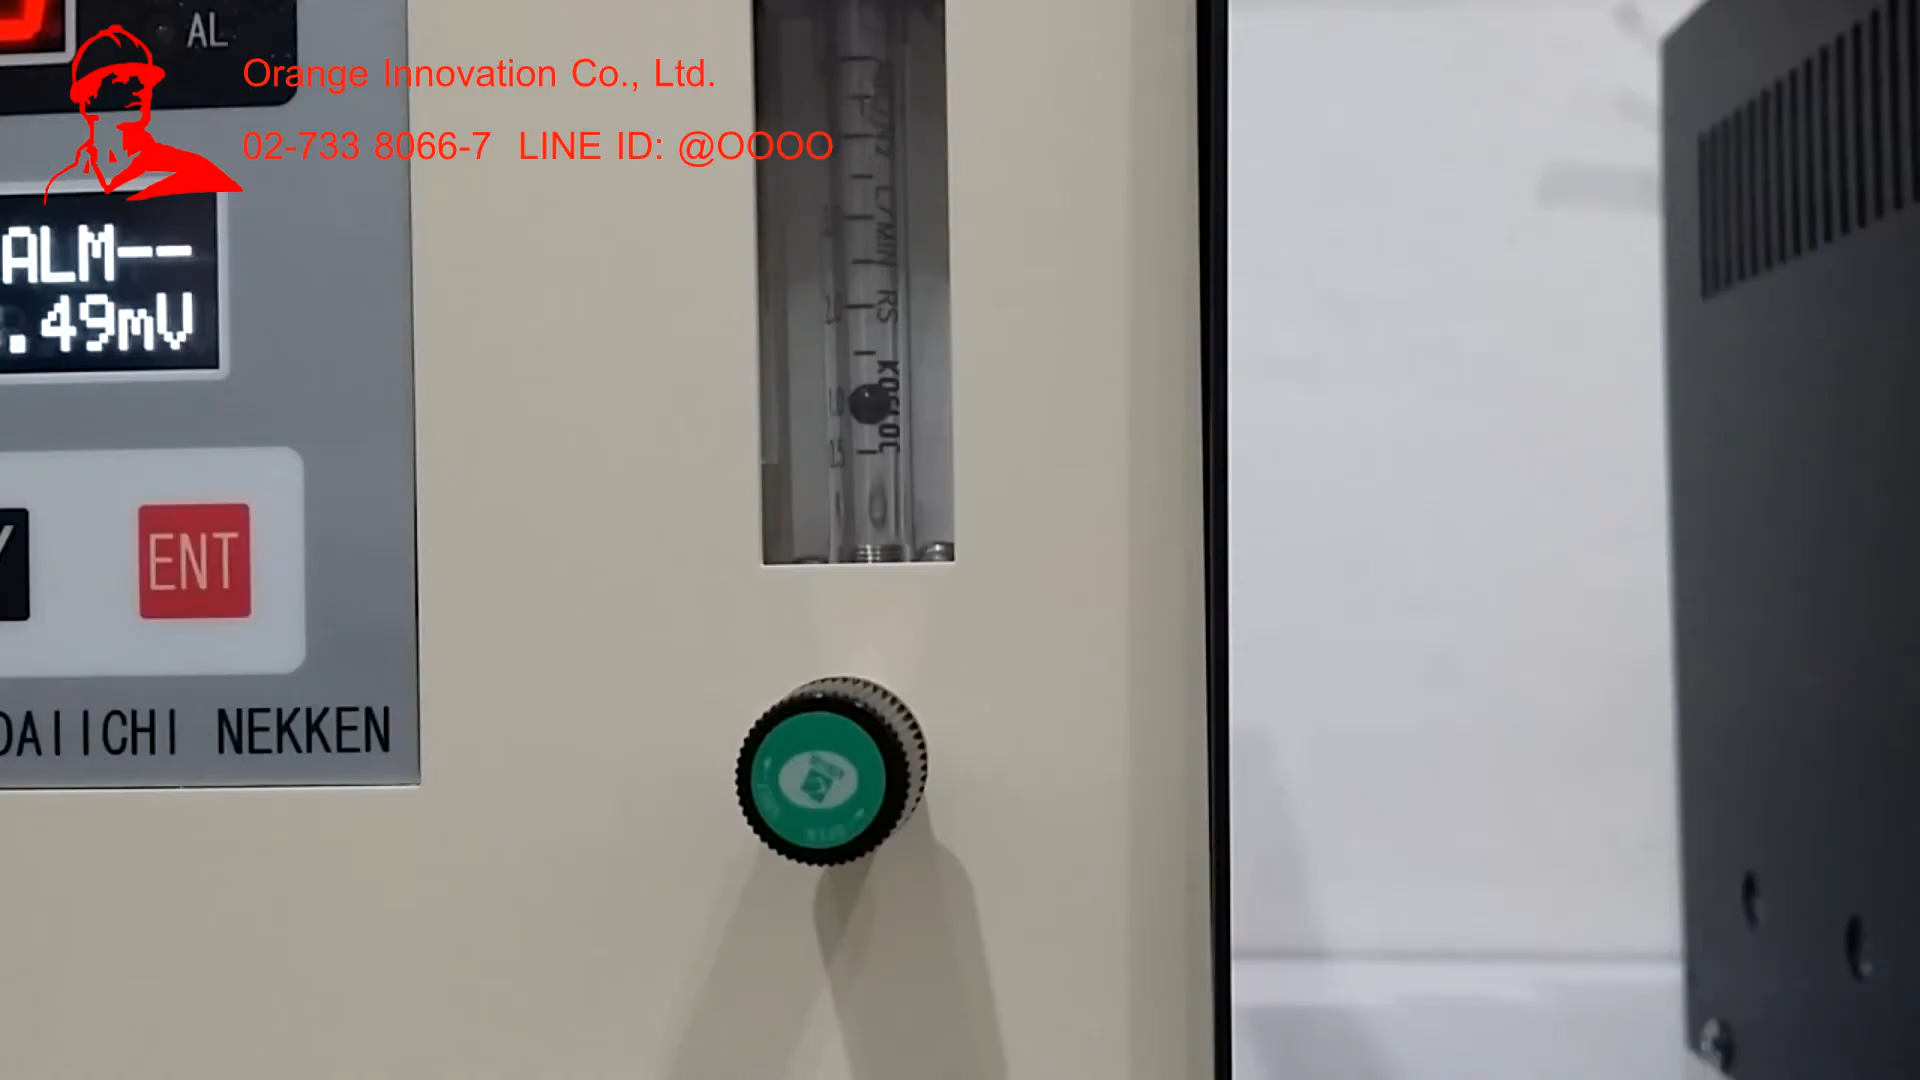 AL
Orange Innovation Co., Ltd.
02-733 8066-7 LINE ID: @OOOO
ALM--
.49mV
L/MIN
RS
KOFLOC
ENT
DAIICHI NEKKEN